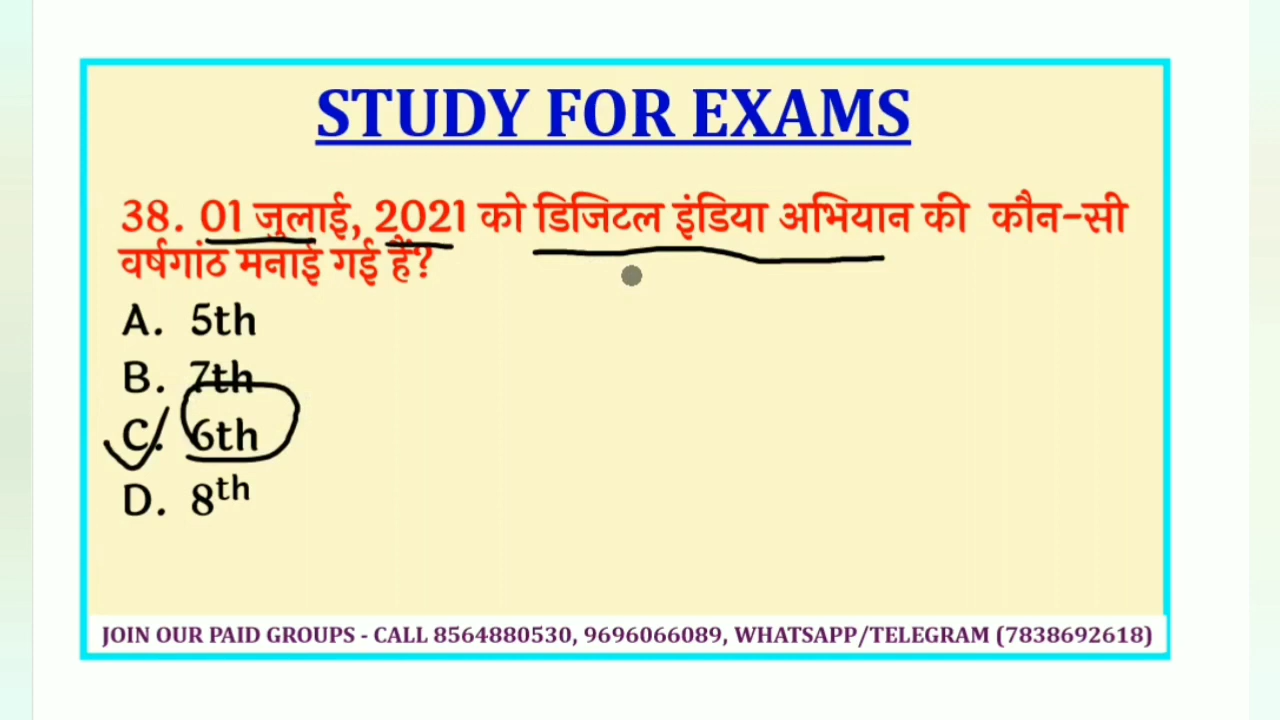 STUDY FOR EXAMS
38. 01 जुलाई, 2021 को डिजिटल इंडिया अभियान की कौन-सी
वर्षगांठ मनाई गई हैं?
A. 5th
B. 7th
C. 6th
D. 8th
JOIN OUR PAID GROUPS - CALL 8564880530, 9696066089, WHATSAPP/TELEGRAM (7838692618)